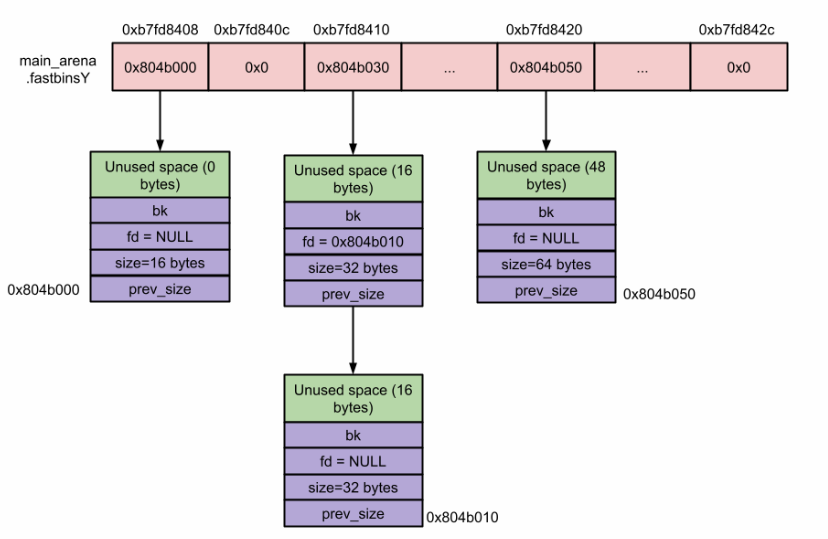 0xb7fd8408 0xb7fd840c 0xb7fd8410 0xb7fd8420 0xb7fd842c
main_arena
.fastbinsY
0x804b000 0x0 0x804b030 ... 0x804b050 ... 0x0
Unused space (0
bytes)
bk
fd = NULL
size=16 bytes
prev_size
0x804b000
Unused space (16
bytes)
bk
fd = 0x804b010
size=32 bytes
prev_size
Unused space (48
bytes)
bk
fd = NULL
size=64 bytes
prev_size
0x804b050
Unused space (16
bytes)
bk
fd = NULL
size=32 bytes
prev_size
0x804b010